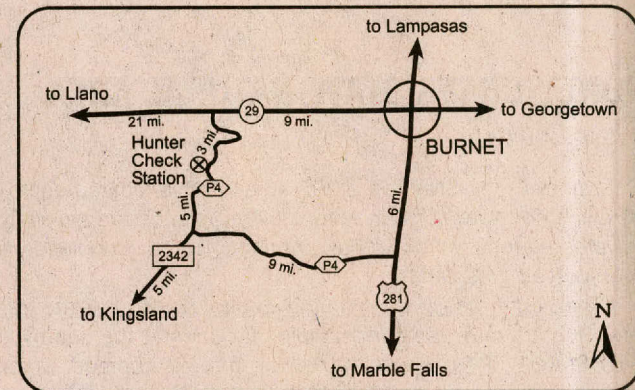 to Lampasas
to Llano
29
to Georgetown
21 mi.
9 mi.
BURNET
Hunter
Check
Station
3 mi.
P4
5 mi.
6 mi.
2342
5 mi.
9 mi.
P4
281
to Kingsland
to Marble Falls
N